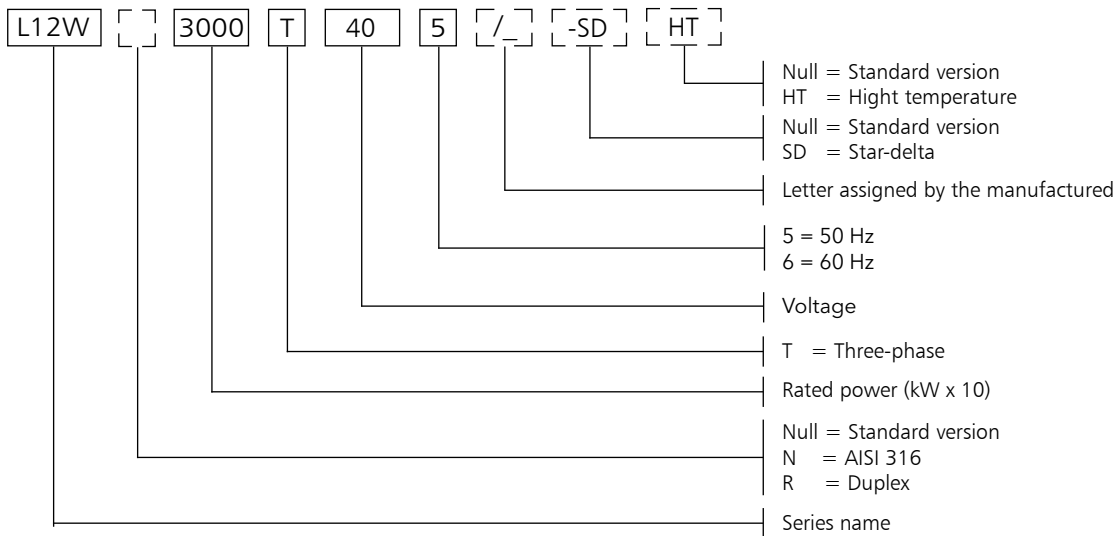 L12W 3000 T 40 5 /_ -SD HT
Null = Standard version
HT = Hight temperature
Null = Standard version
SD = Star-delta
Letter assigned by the manufactured
5 = 50 Hz
6 = 60 Hz
Voltage
T = Three-phase
Rated power (kW x 10)
Null = Standard version
N = AISI 316
R = Duplex
Series name